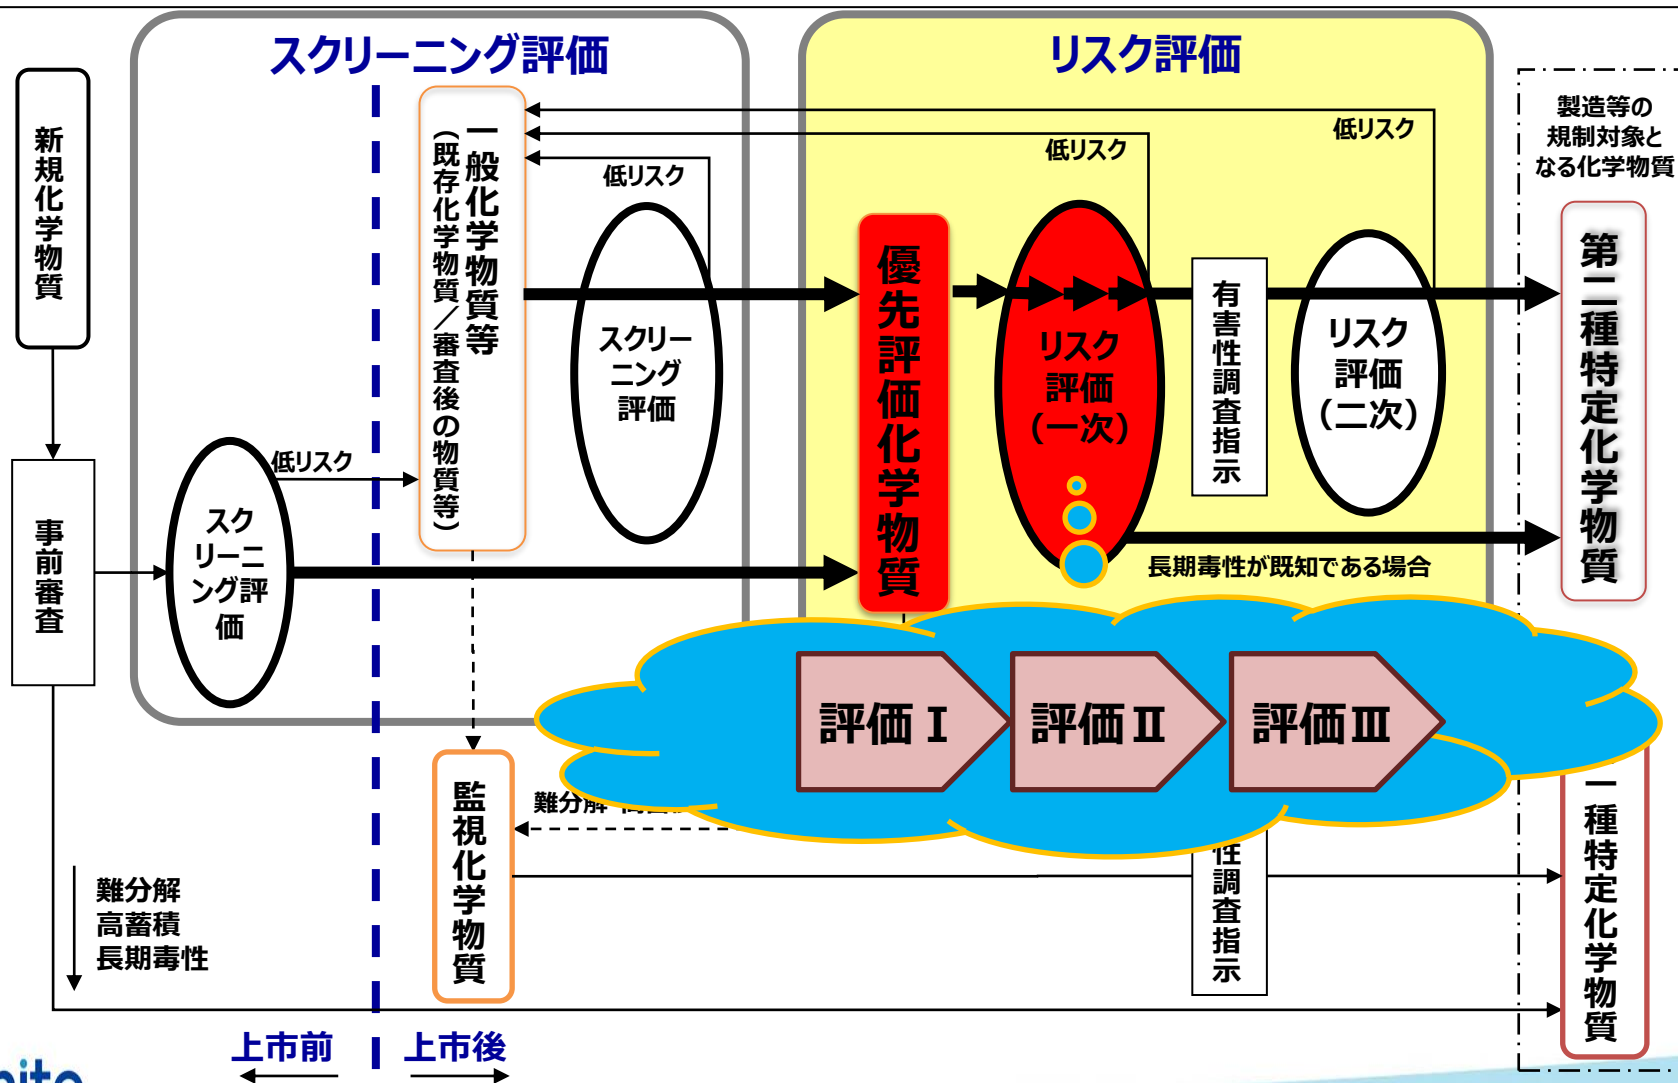 スクリーニング評価
リスク評価
新規化学物質
事前審査
一般化学物質等
（既存化学物質／審査後の物質等）
低リスク
低リスク
低リスク
低リスク
スク
リーニ
ング評
価
スクリー
ニング
評価
優先評価化学物質
リスク
評価
（一次）
有害性調査指示
リスク
評価
（二次）
製造等の
規制対象と
なる化学物質
第二種特定化学物質
長期毒性が既知である場合
評価Ⅰ
評価Ⅱ
評価Ⅲ
監視化学物質
難分解
性調査指示
一種特定化学物質
難分解
高蓄積
長期毒性
上市前
上市後